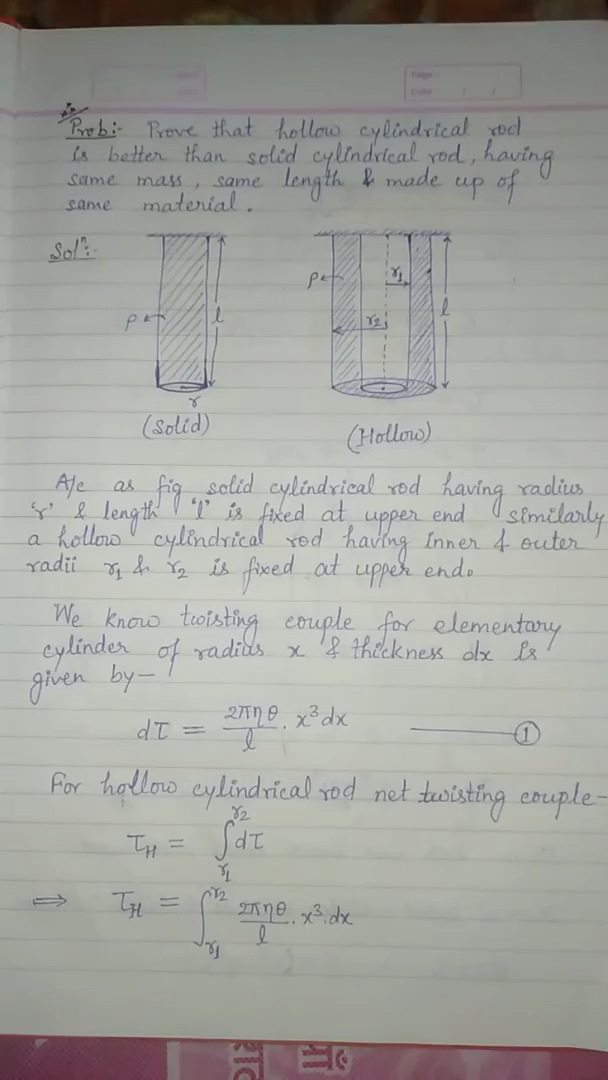 Page :
Date : / /
Prob:- Prove that hollow cylindrical rod
is better than solid cylindrical rod, having
same mass, same length & made up of
same material.
Solⁿ:-
ρ l r
(Solid)
ρ r1 r2 l
(Hollow)
A/c as fig solid cylindrical rod having radius
'r' & length 'l' is fixed at upper end similarly
a hollow cylindrical rod having inner & outer
radii r1 & r2 is fixed at upper end.
We know twisting couple for elementary
cylinder of radius x & thickness dx is
given by—
dτ = 2πηθ/l . x³dx ——— ①
For hollow cylindrical rod net twisting couple-
τH = ∫r1^r2 dτ
⟹ τH = ∫r1^r2 2πηθ/l . x³.dx